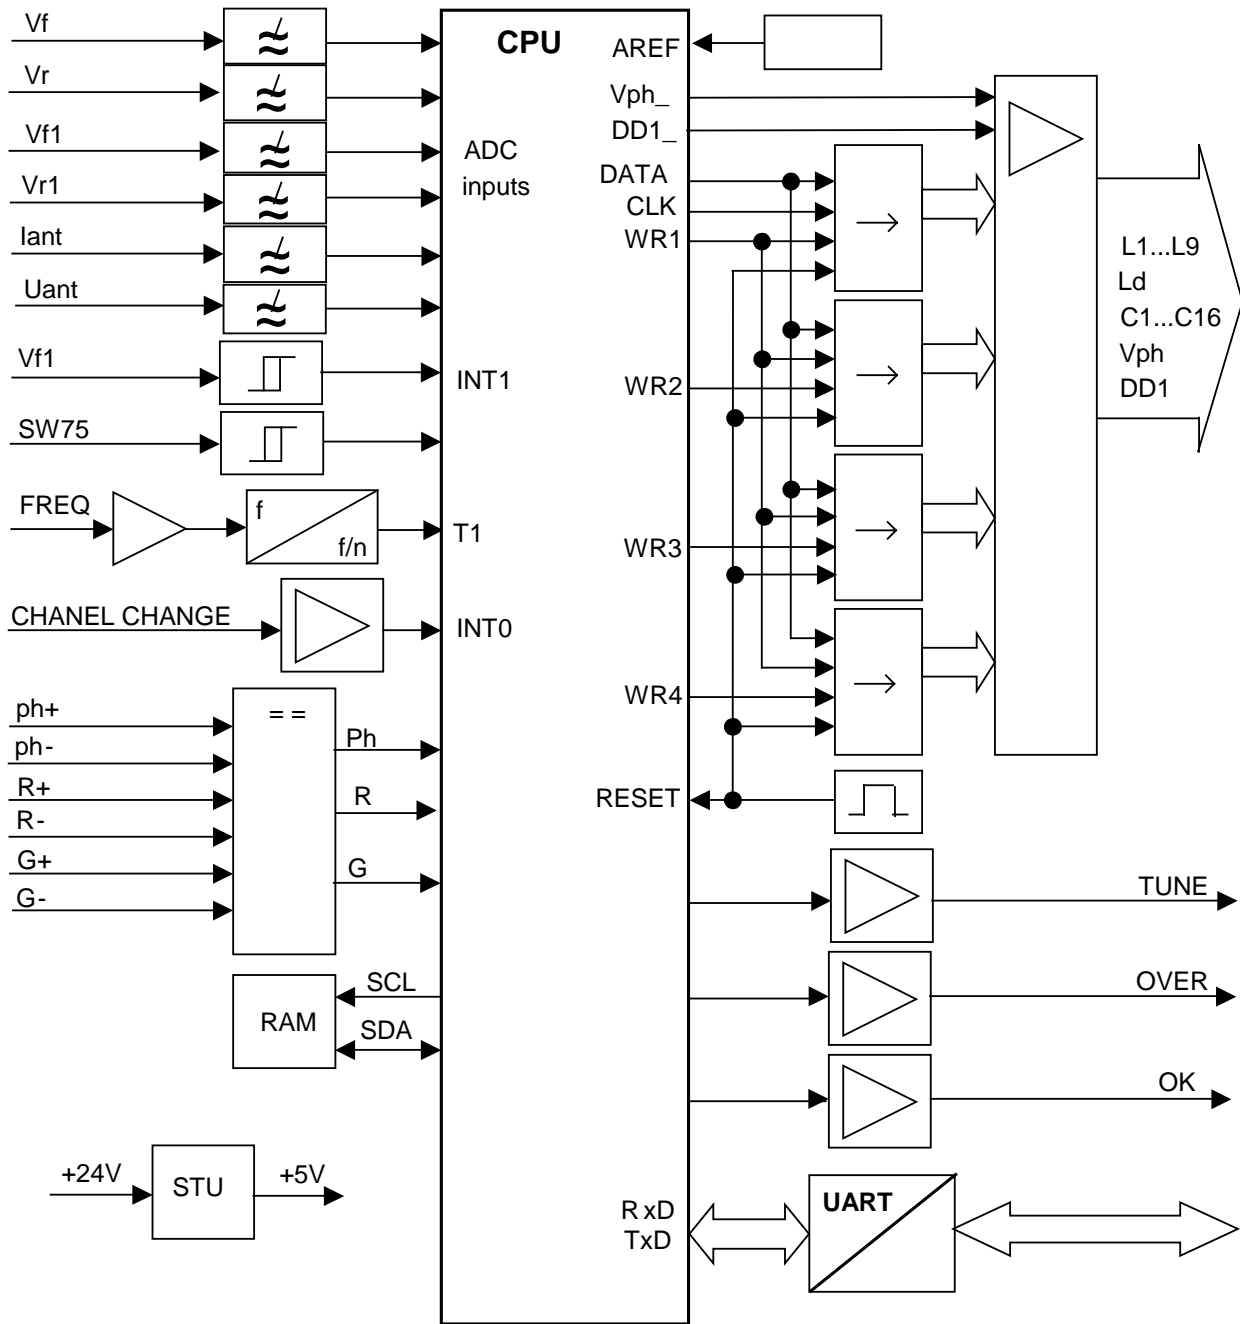 Vf
Vr
Vf1
Vr1
Iant
Uant
Vf1
SW75
FREQ
f
f/n
CHANEL CHANGE
ph+
ph-
R+
R-
G+
G-
= =
Ph
R
G
RAM
SCL
SDA
+24V
STU
+5V
CPU
ADC
inputs
INT1
T1
INT0
AREF
Vph_
DD1_
DATA
CLK
WR1
WR2
WR3
WR4
RESET
RxD
TxD
L1...L9
Ld
C1...C16
Vph
DD1
TUNE
OVER
OK
UART